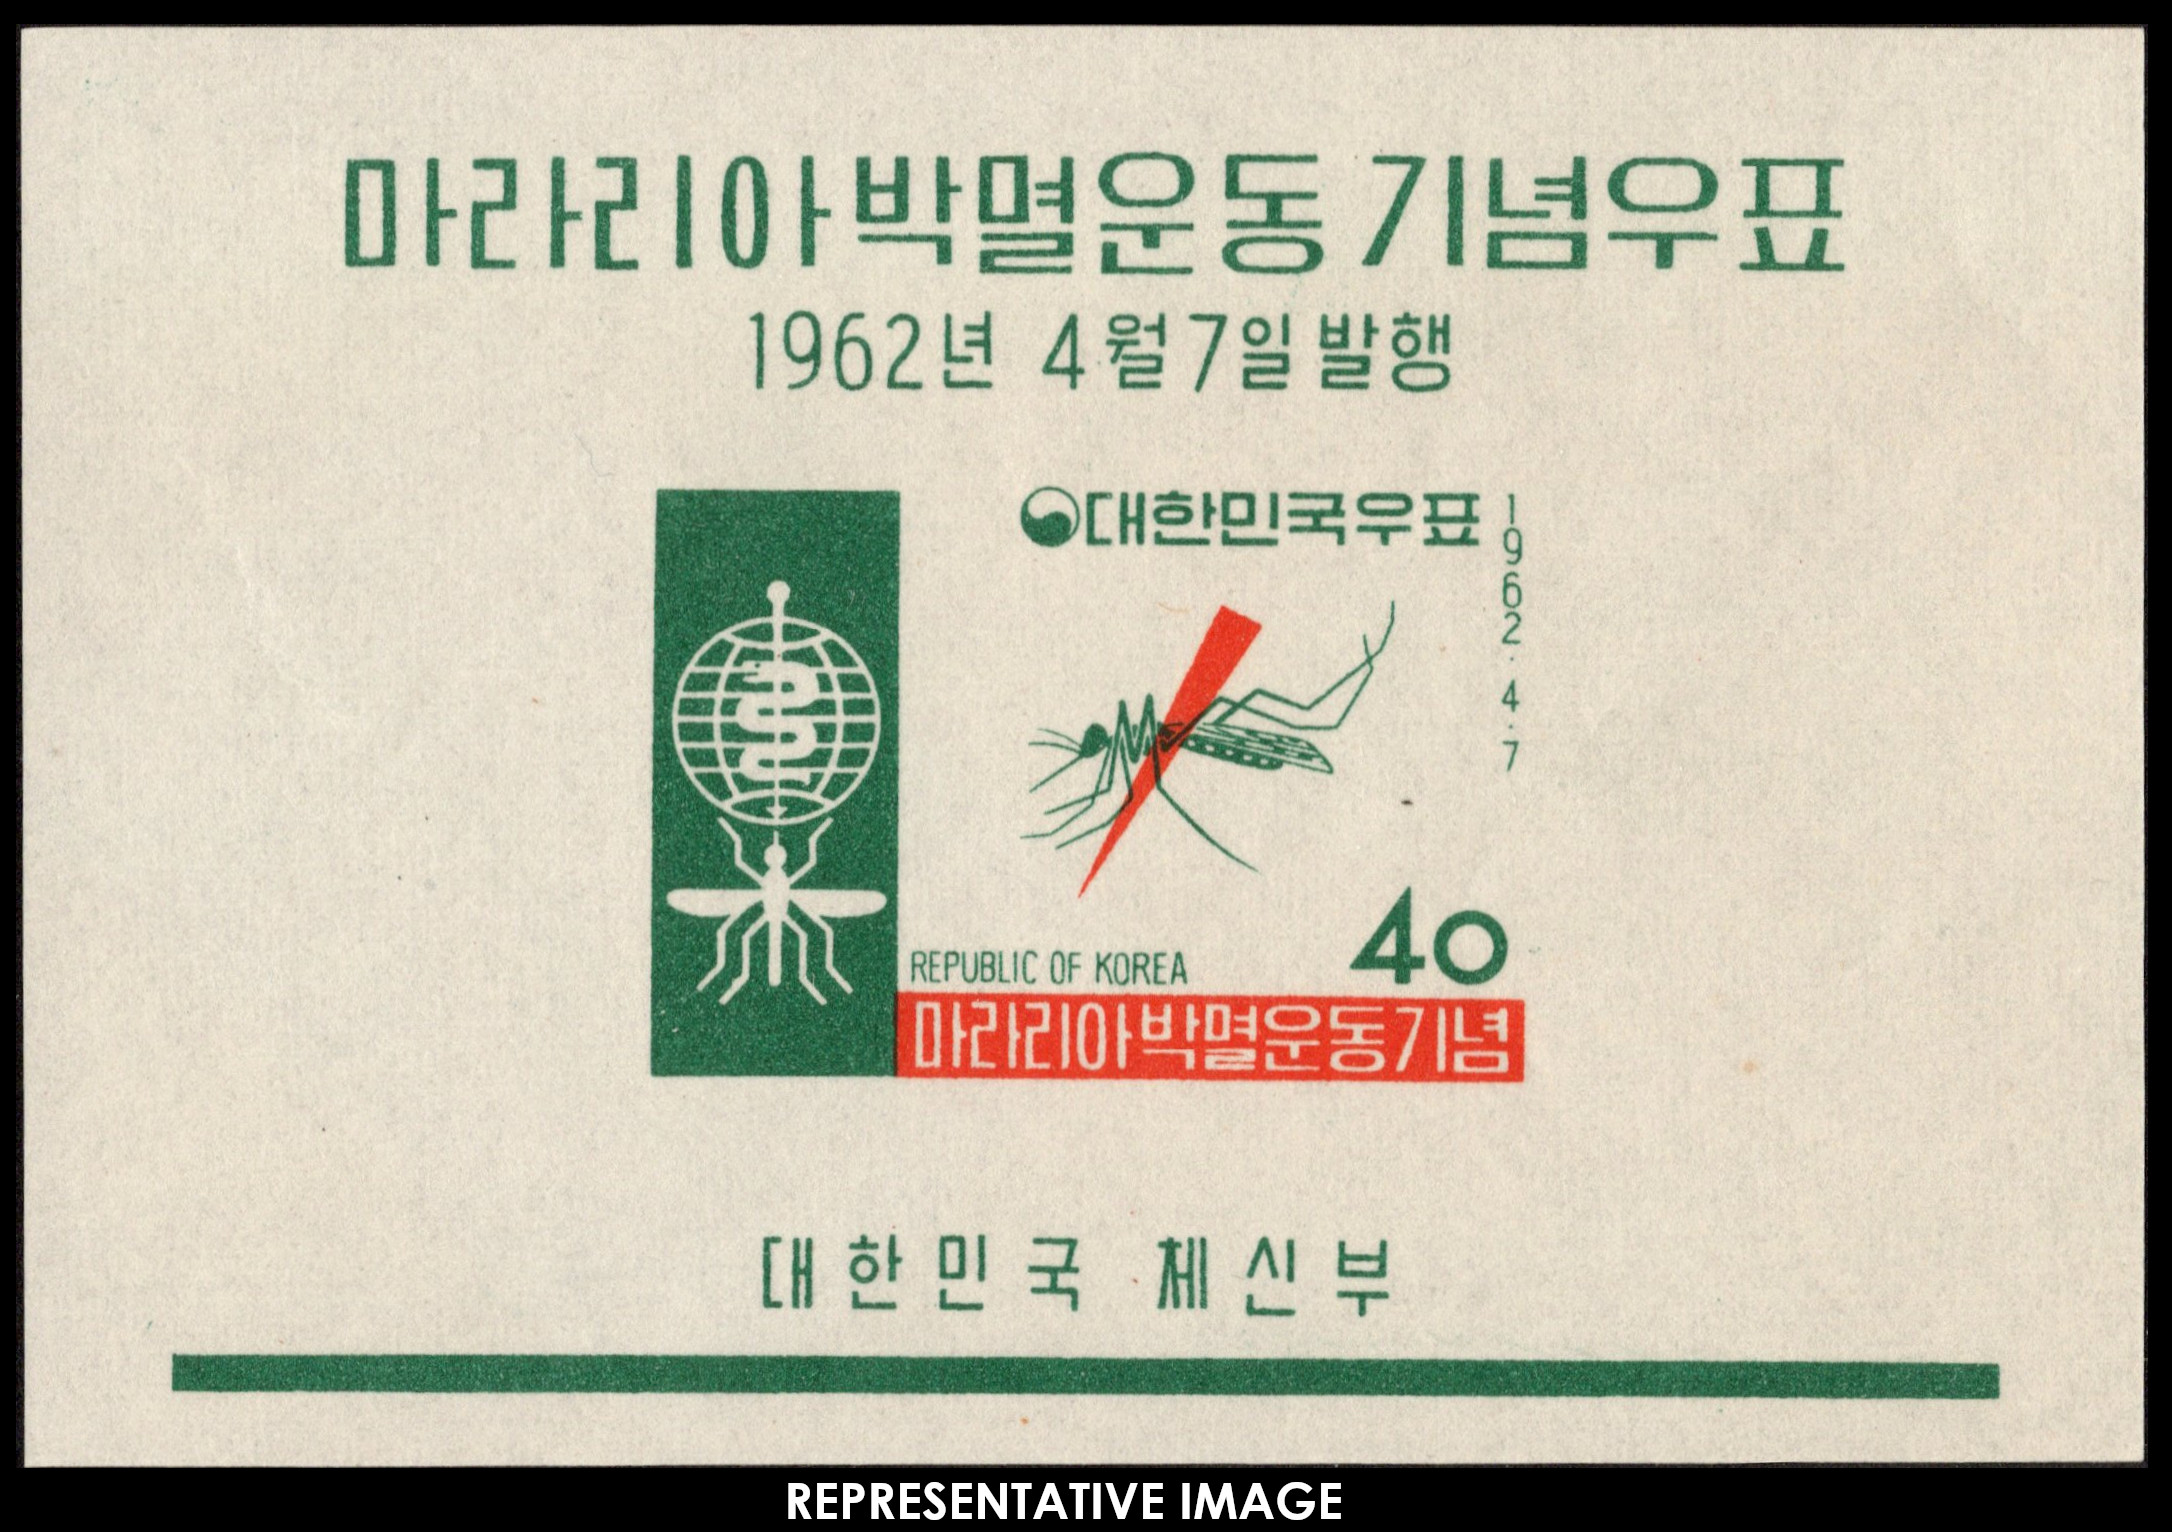 마라리아박멸운동 기념우표
1962년 4월 7일 발행
대한민국우표
1962.4.7
40
REPUBLIC OF KOREA
마라리아박멸운동기념
대한민국 체신부
REPRESENTATIVE IMAGE